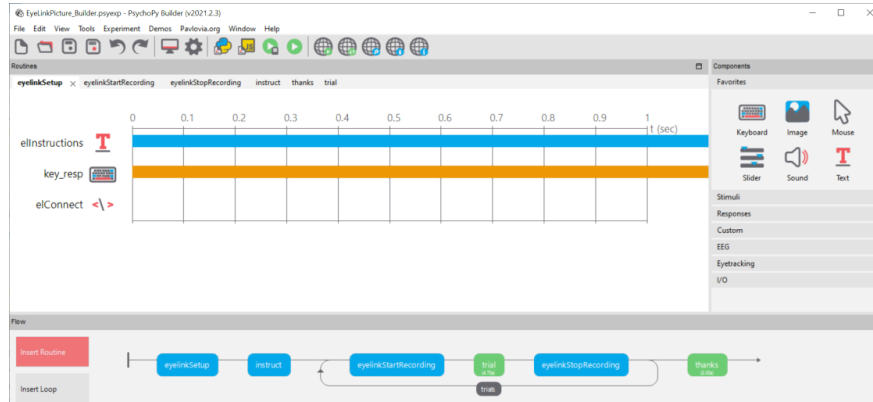 EyeLinkPicture_Builder.psyexp - PsychoPy Builder (v2021.2.3)
File Edit View Tools Experiment Demos Pavlovia.org Window Help
Routines
Components
eyelinkSetup eyelinkStartRecording eyelinkStopRecording instruct thanks trial
Favorites
0 0.1 0.2 0.3 0.4 0.5 0.6 0.7 0.8 0.9 1
t (sec)
elInstructions
key_resp
elConnect
Keyboard Image Mouse
Slider Sound Text
Stimuli
Responses
Custom
EEG
Eyetracking
I/O
Flow
Insert Routine
Insert Loop
eyelinkSetup instruct eyelinkStartRecording trial eyelinkStopRecording thanks
trials